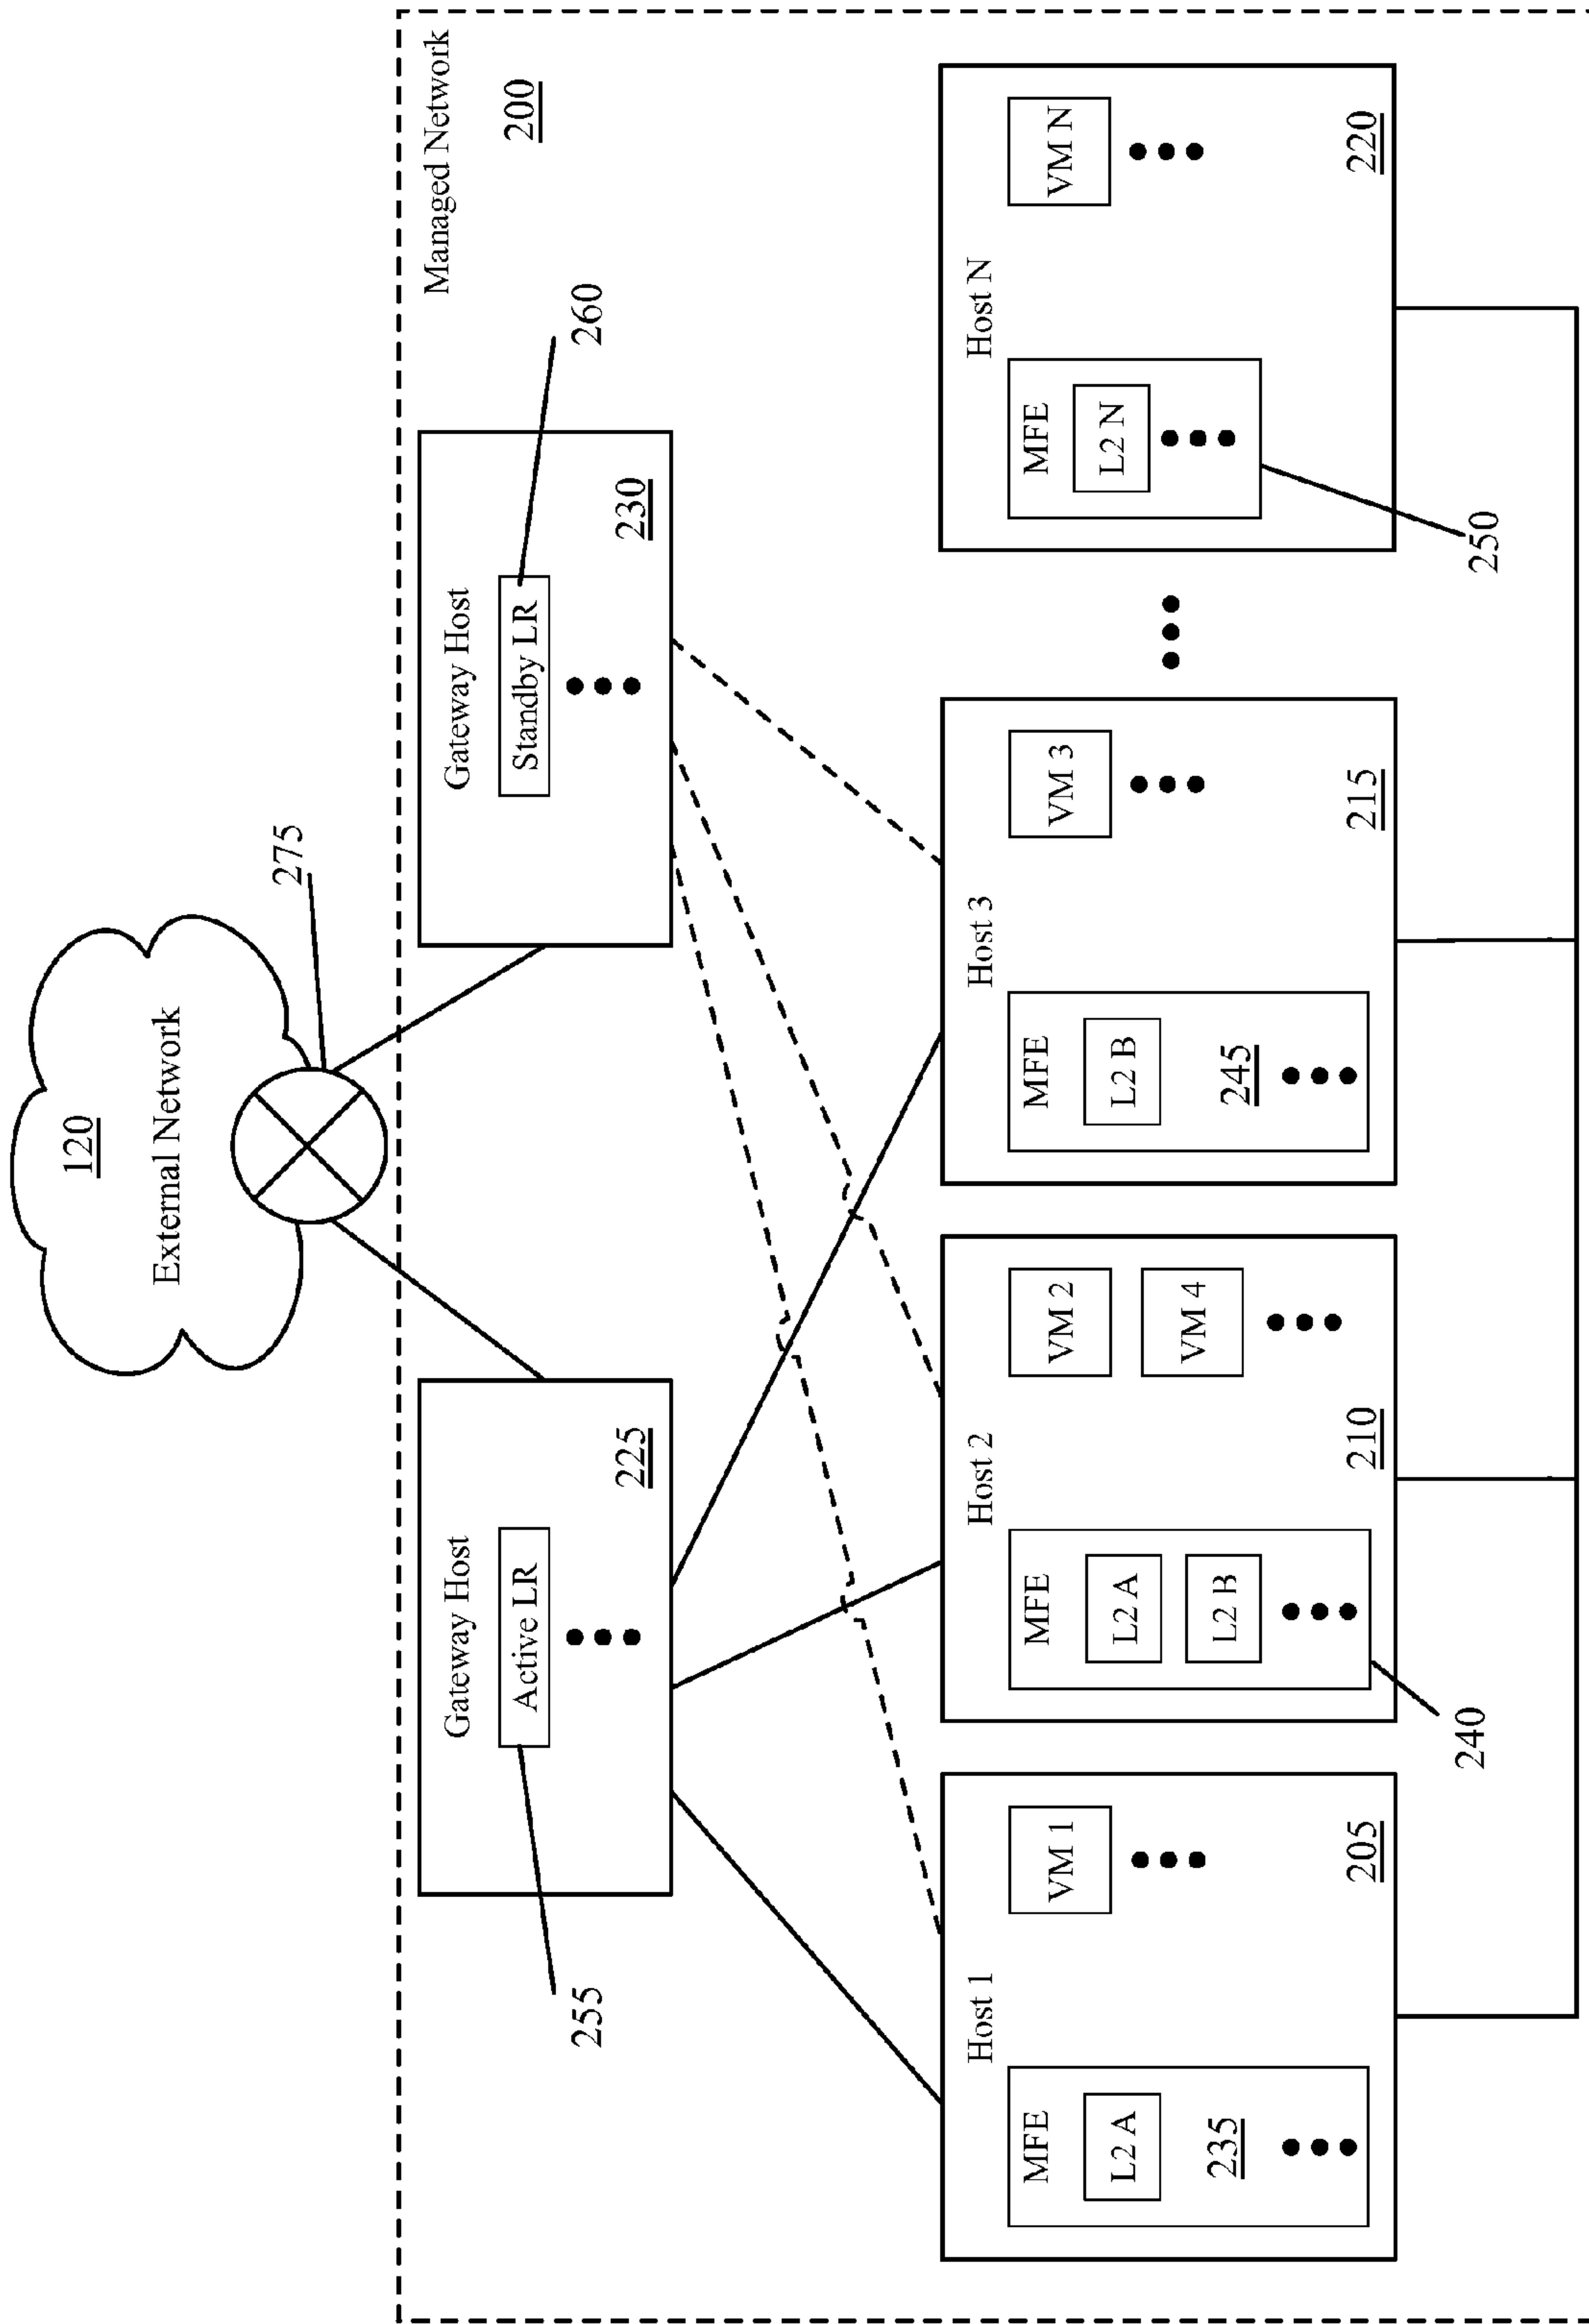 120
External Network
275
Managed Network
200
Gateway Host
Active LR
225
255
Gateway Host
Standby LR
230
260
Host 1
MFE
L2 A
235
VM 1
205
Host 2
MFE
L2 A
L2 B
VM 2
VM 4
210
240
Host 3
MFE
L2 B
245
VM 3
215
Host N
MFE
L2 N
VM N
220
250